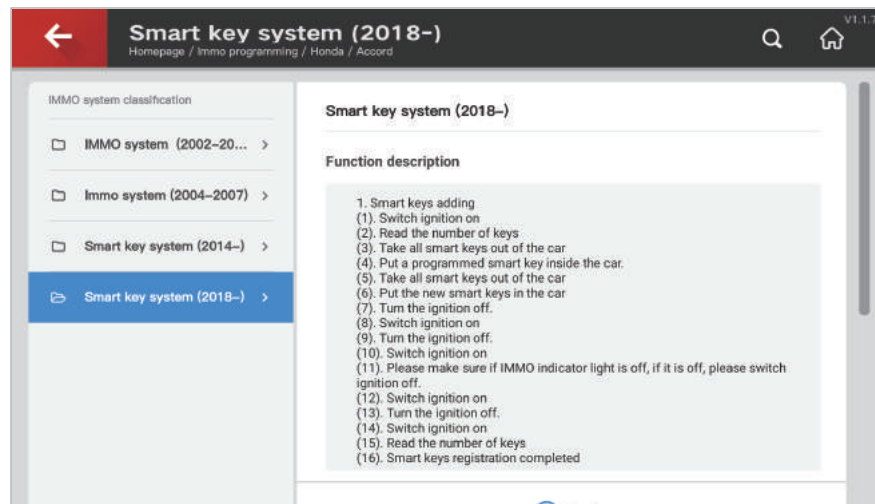 Smart key system (2018-)
Homepage / Immo programming / Honda / Accord
V1.1.7
IMMO system classification
IMMO system (2002-20...
Immo system (2004-2007)
Smart key system (2014-)
Smart key system (2018-)
Smart key system (2018-)
Function description
1. Smart keys adding
(1). Switch ignition on
(2). Read the number of keys
(3). Take all smart keys out of the car
(4). Put a programmed smart key inside the car.
(5). Take all smart keys out of the car
(6). Put the new smart keys in the car
(7). Turn the ignition off.
(8). Switch ignition on
(9). Turn the ignition off.
(10). Switch ignition on
(11). Please make sure if IMMO indicator light is off, if it is off, please switch
ignition off.
(12). Switch ignition on
(13). Turn the ignition off.
(14). Switch ignition on
(15). Read the number of keys
(16). Smart keys registration completed